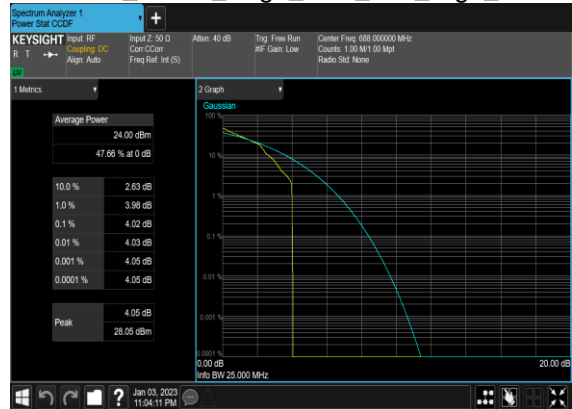 Spectrum Analyzer 1
Power Stat CCDF
+
KEYSIGHT
R T
LXI
Input: RF
Coupling: DC
Align: Auto
Input Z: 50 Ω
Corr CCorr
Freq Ref: Int (S)
Atten: 40 dB
Trig: Free Run
#IF Gain: Low
Center Freq: 688.000000 MHz
Counts: 1.00 M/1.00 Mpt
Radio Std: None
1 Metrics
Average Power
24.00 dBm
47.66 % at 0 dB
10.0 % 2.63 dB
1.0 % 3.98 dB
0.1 % 4.02 dB
0.01 % 4.03 dB
0.001 % 4.05 dB
0.0001 % 4.05 dB
Peak
4.05 dB
28.05 dBm
2 Graph
Gaussian
100 %
10 %
1 %
0.1 %
0.01 %
0.001 %
0.0001 %
0.00 dB 20.00 dB
Info BW 25.000 MHz
? Jan 03, 2023
11:04:11 PM